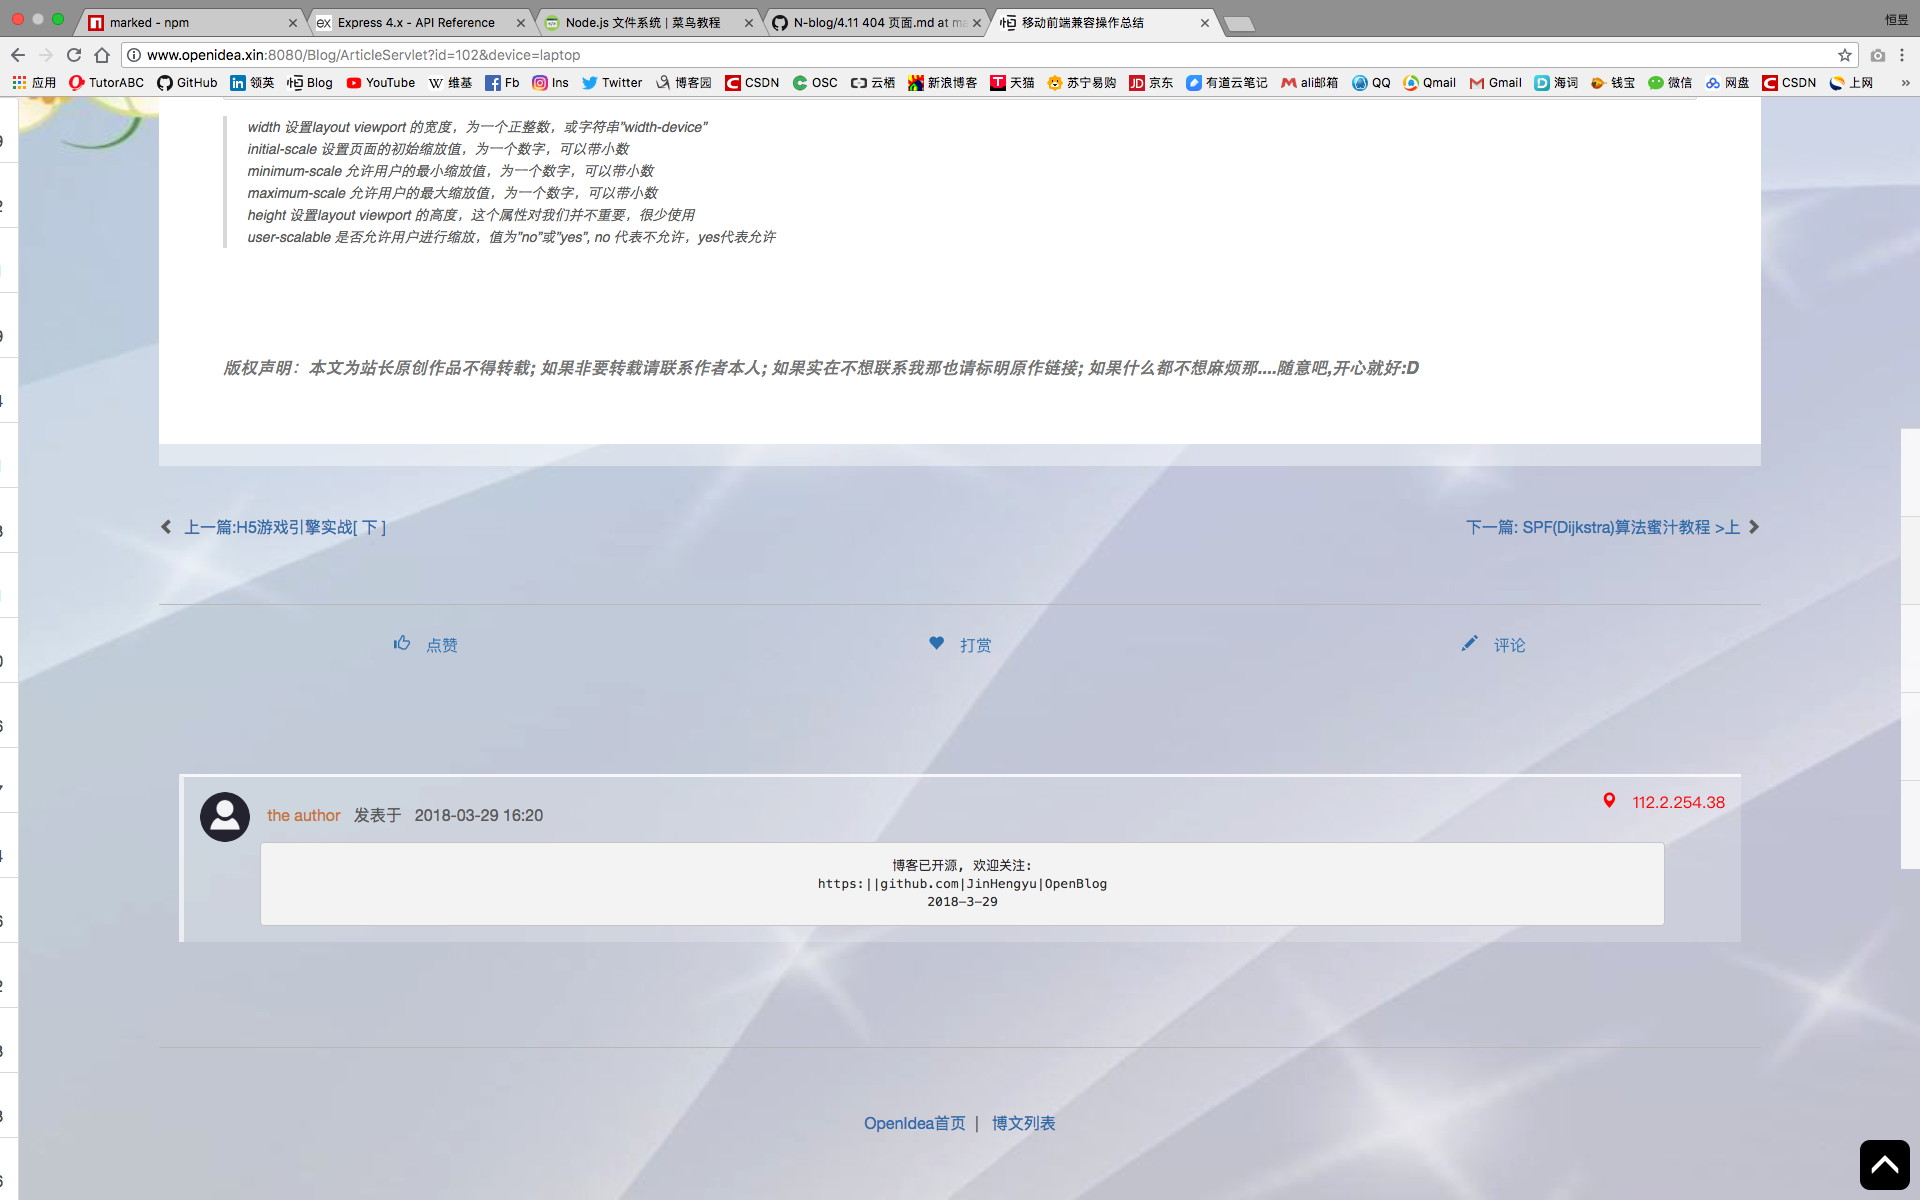 marked - npm
Express 4.x - API Reference
Node.js 文件系统 | 菜鸟教程
N-blog/4.11 404 页面.md at ma
移动前端兼容操作总结
恒昱
www.openidea.xin:8080/Blog/ArticleServlet?id=102&device=laptop
应用 TutorABC GitHub 领英 Blog YouTube 维基 Fb Ins Twitter 博客园 CSDN OSC 云栖 新浪博客 天猫 苏宁易购 京东 有道云笔记 ali邮箱 QQ Qmail Gmail 海词 钱宝 微信 网盘 CSDN 上网 »
width 设置layout viewport 的宽度，为一个正整数，或字符串"width-device"
initial-scale 设置页面的初始缩放值，为一个数字，可以带小数
minimum-scale 允许用户的最小缩放值，为一个数字，可以带小数
maximum-scale 允许用户的最大缩放值，为一个数字，可以带小数
height 设置layout viewport 的高度，这个属性对我们并不重要，很少使用
user-scalable 是否允许用户进行缩放，值为"no"或"yes", no 代表不允许，yes代表允许
版权声明：本文为站长原创作品不得转载; 如果非要转载请联系作者本人; 如果实在不想联系我那也请标明原作链接; 如果什么都不想麻烦那....随意吧,开心就好:D
上一篇:H5游戏引擎实战[ 下 ]
下一篇: SPF(Dijkstra)算法蜜汁教程 >上
点赞
打赏
评论
the author 发表于 2018-03-29 16:20
112.2.254.38
博客已开源, 欢迎关注:
https:||github.com|JinHengyu|OpenBlog
2018-3-29
OpenIdea首页 | 博文列表